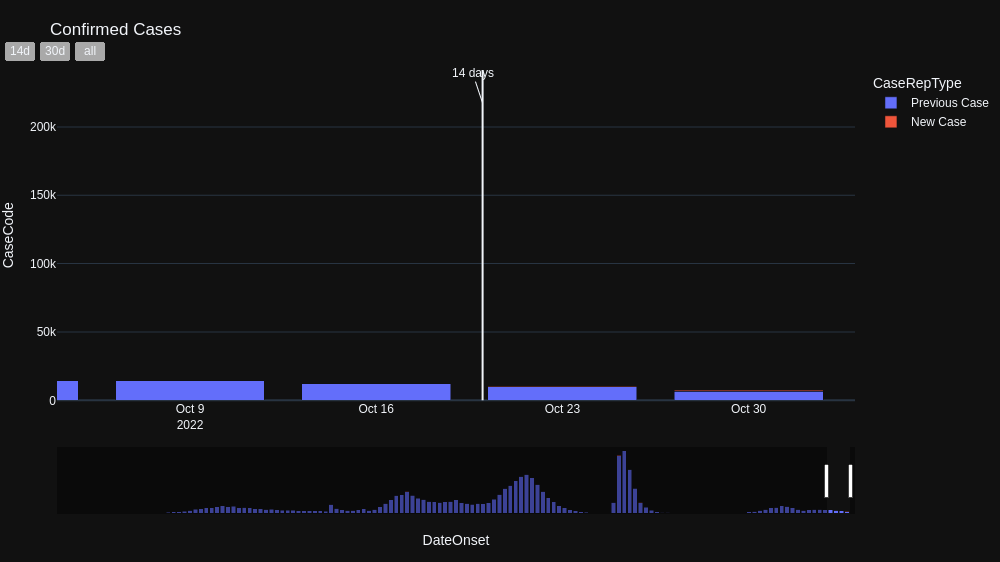 Confirmed Cases
14d 30d all
14 days
CaseRepType
Previous Case
New Case
200k
150k
100k
50k
0
CaseCode
Oct 9 Oct 16 Oct 23 Oct 30
2022
DateOnset